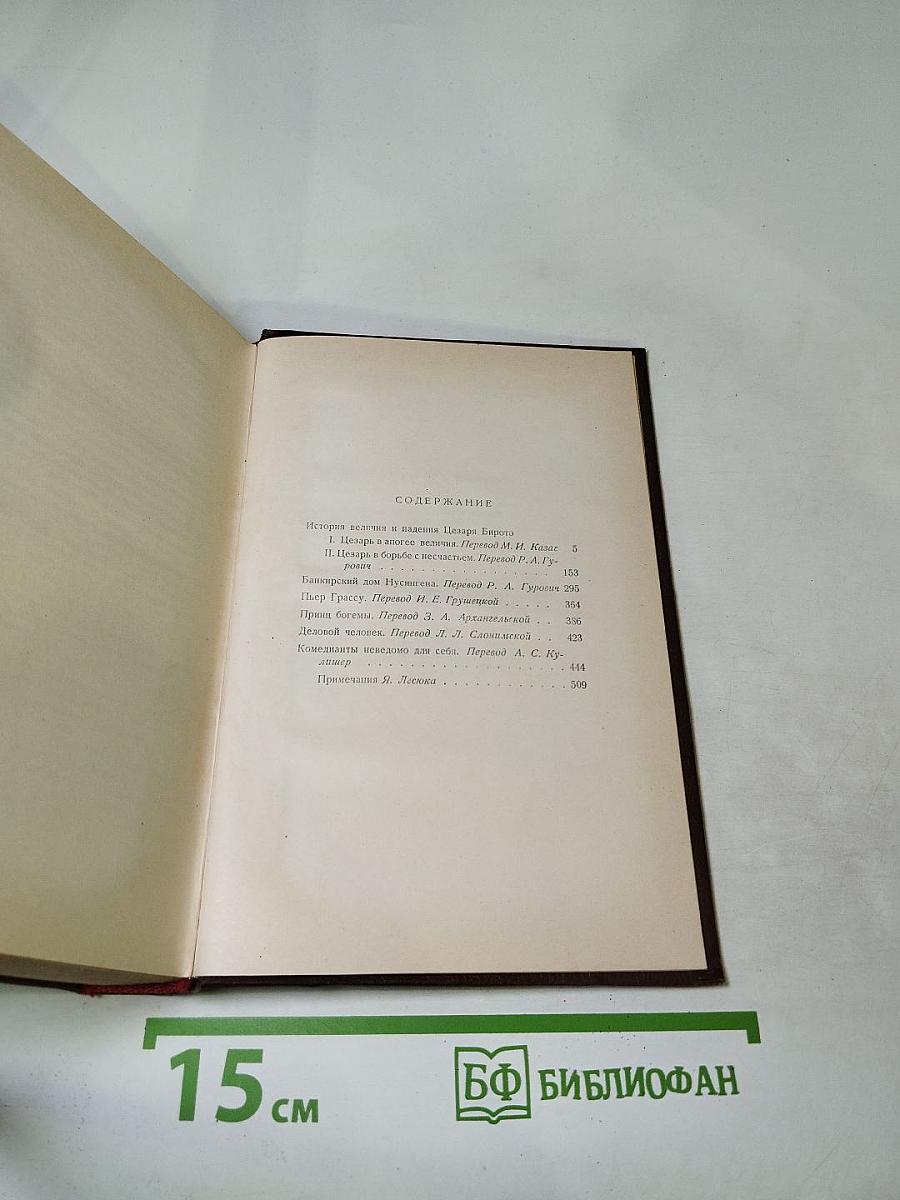 СОДЕРЖАНИЕ
История величия и падения Цезаря Бирото
I. Цезарь в апогее величия. Перевод М. И. Казас 5
II. Цезарь в борьбе с несчастьем. Перевод Р. А. Гу-
рович . . . . . . . . . . . . . . . . 153
Банкирский дом Нусингена. Перевод Р. А. Гурович 295
Пьер Грассу. Перевод И. Е. Грушецкой . . . . . 364
Принц богемы. Перевод З. А. Архангельской . . 386
Деловой человек. Перевод Л. Л. Слонимской . . 423
Комедианты неведомо для себя. Перевод А. С. Ку-
лишер . . . . . . . . . . . . . . . . . . . 444
Примечания Я. Лесюка . . . . . . . . . . . . 509
15 см
БФ БИБЛИОФАН